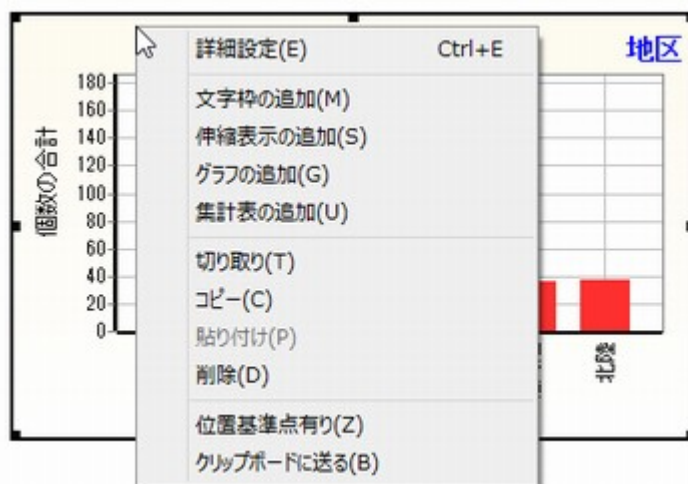 詳細設定(E) Ctrl+E
地区
文字枠の追加(M)
伸縮表示の追加(S)
グラフの追加(G)
集計表の追加(U)
切り取り(T)
コピー(C)
貼り付け(P)
削除(D)
位置基準点有り(Z)
クリップボードに送る(B)
個数の合計
180
160
140
120
100
80
60
40
20
0
北陸